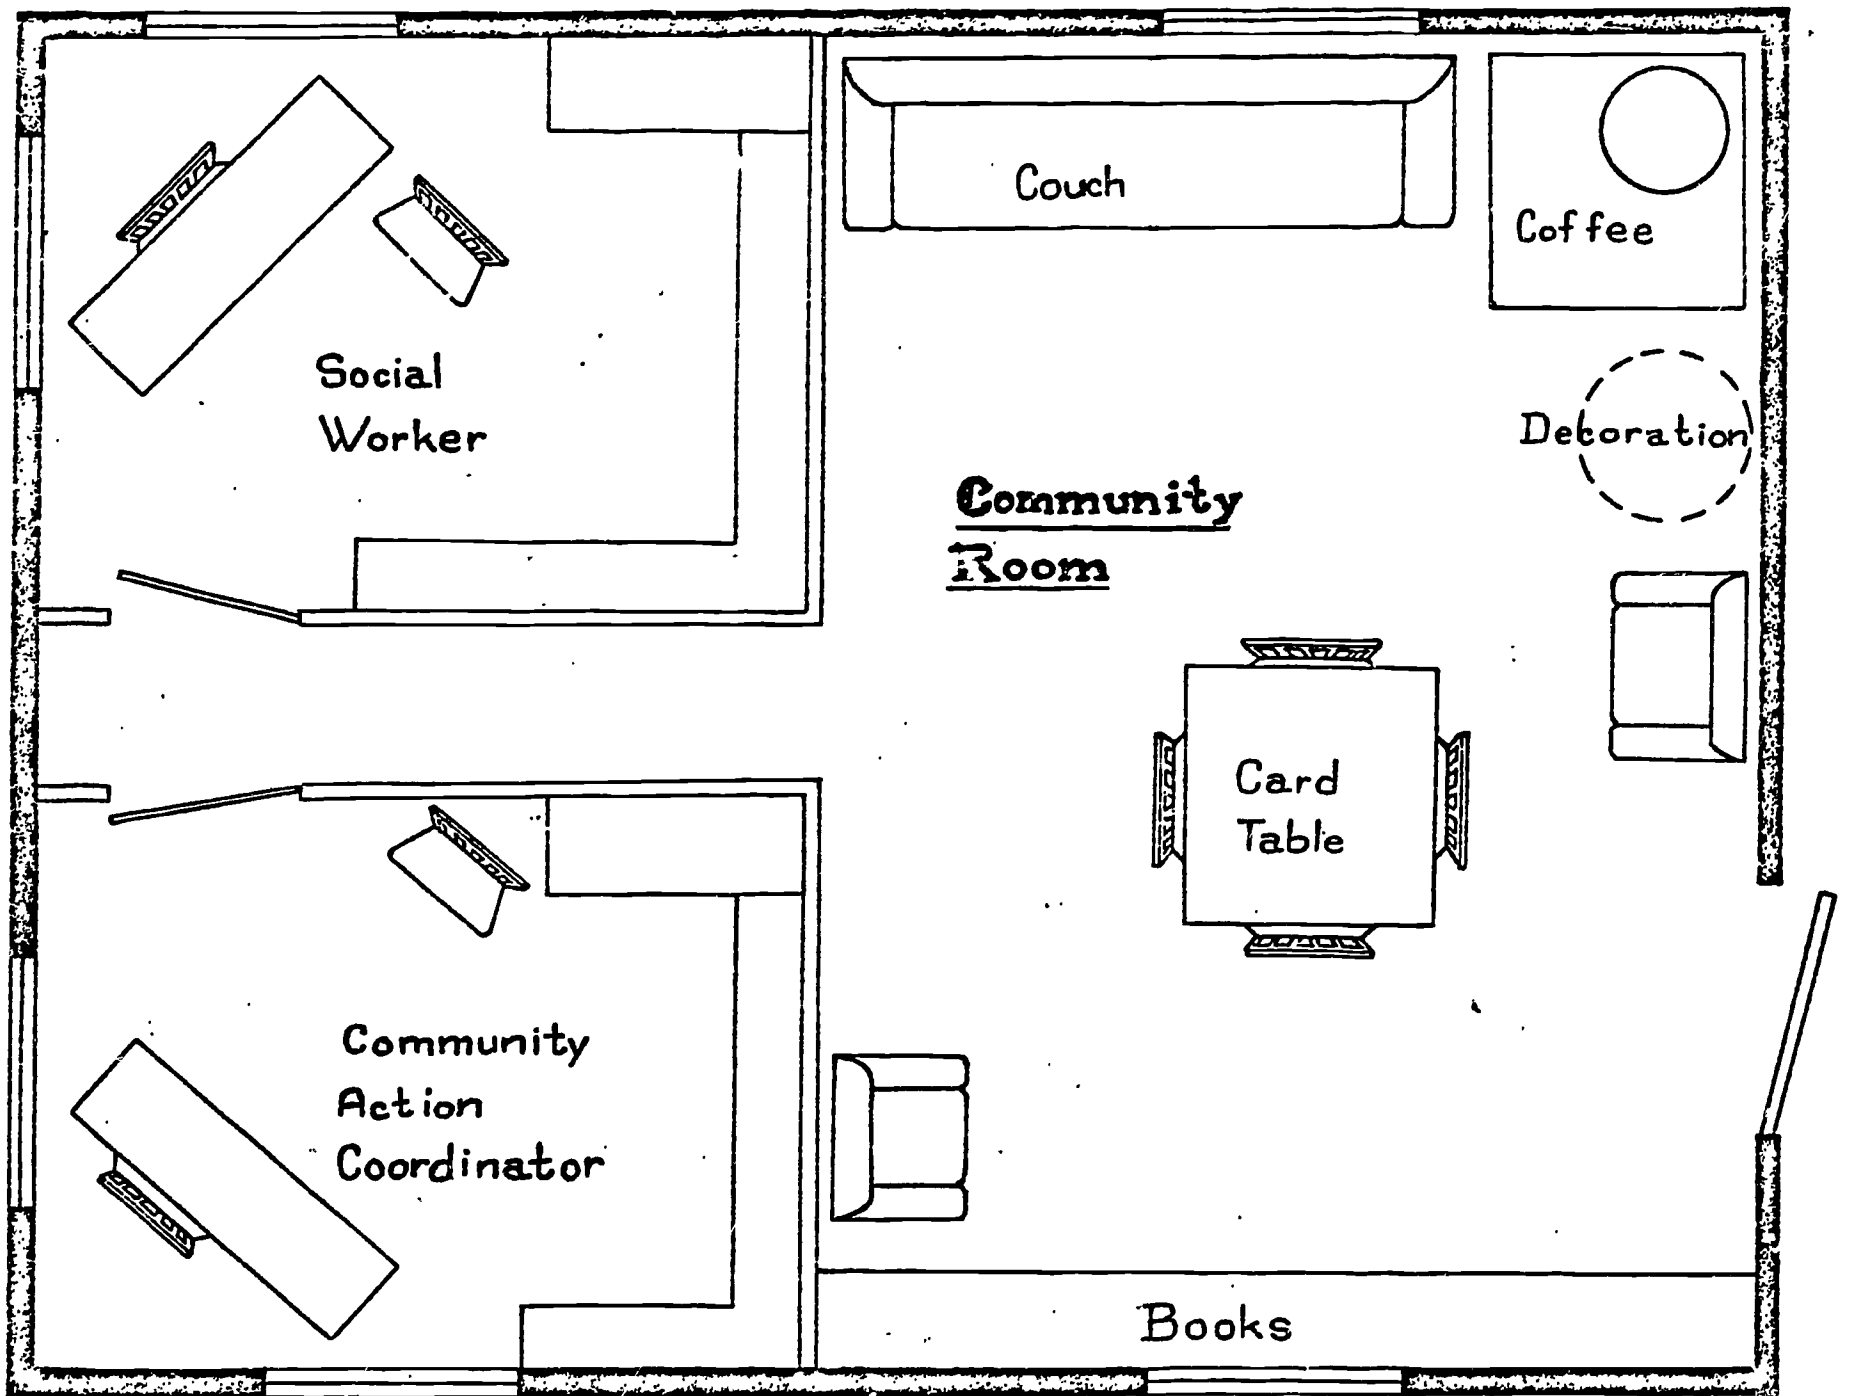 Couch
Coffee
Social
Worker
Decoration
Community
Room
Card
Table
Community
Action
Coordinator
Books